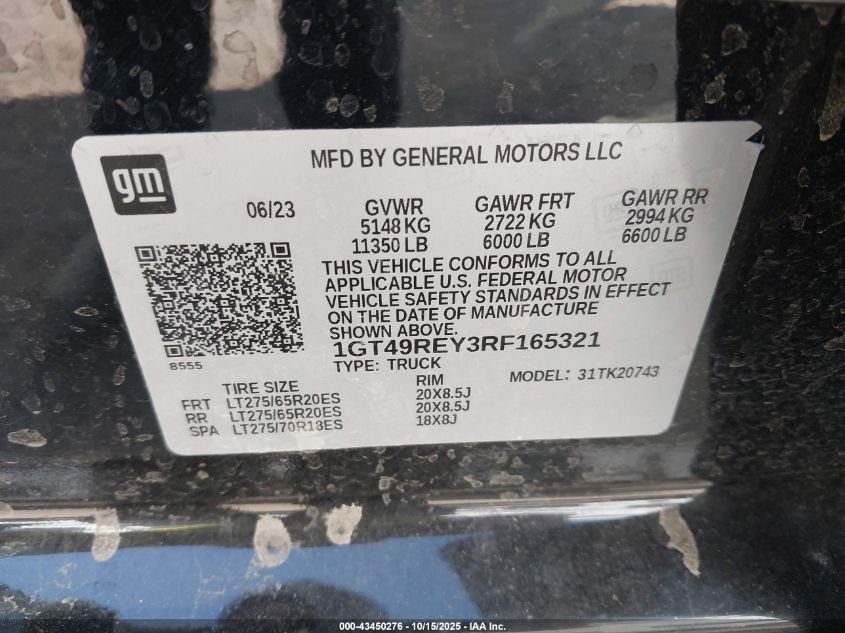 gm
MFD BY GENERAL MOTORS LLC
06/23 GVWR GAWR FRT GAWR RR
5148 KG 2722 KG 2994 KG
11350 LB 6000 LB 6600 LB
THIS VEHICLE CONFORMS TO ALL
APPLICABLE U.S. FEDERAL MOTOR
VEHICLE SAFETY STANDARDS IN EFFECT
ON THE DATE OF MANUFACTURE
SHOWN ABOVE.
1GT49REY3RF165321
8555
TYPE: TRUCK MODEL: 31TK20743
TIRE SIZE RIM
FRT LT275/65R20ES 20X8.5J
RR LT275/65R20ES 20X8.5J
SPA LT275/70R18ES 18X8J
000-43450276 - 10/15/2025 - IAA Inc.